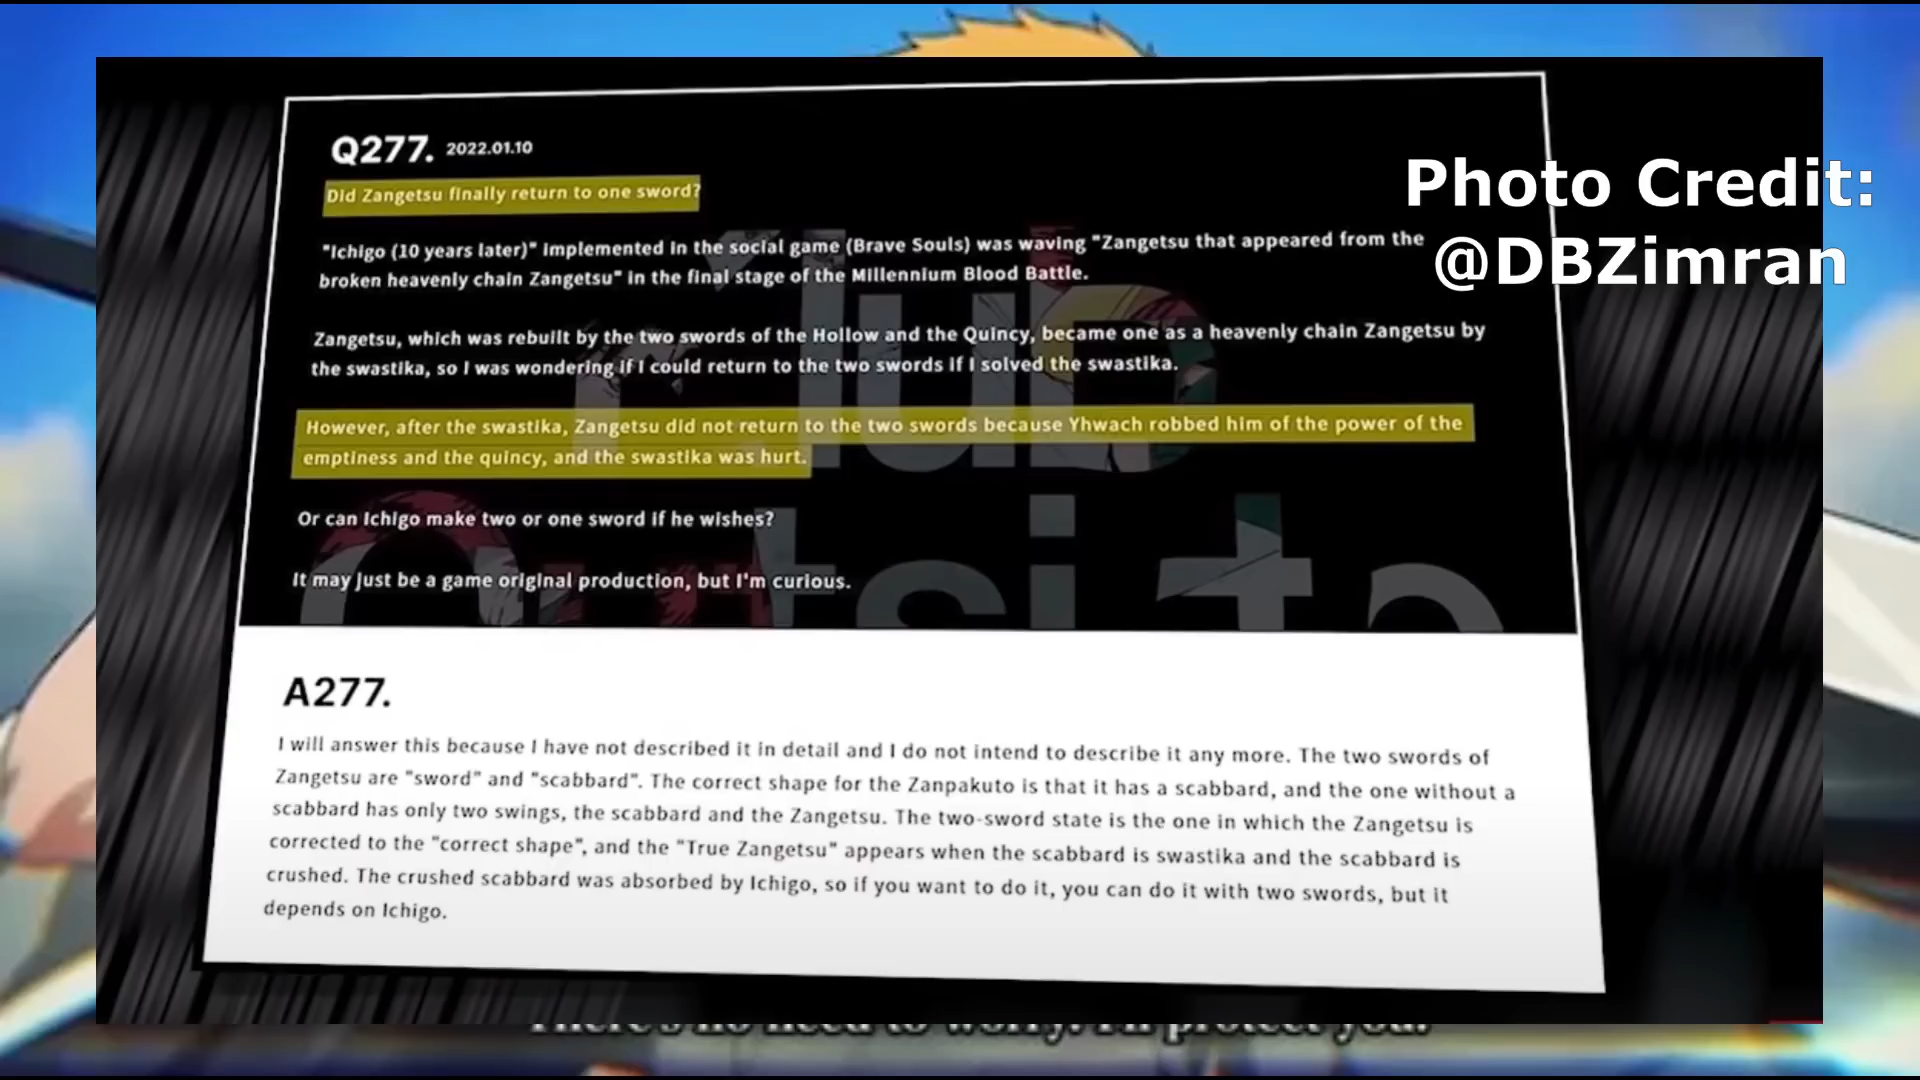 Q277. 2022.01.10
Did Zangetsu finally return to one sword?
"Ichigo (10 years later)" implemented in the social game (Brave Souls) was waving "Zangetsu that appeared from the
broken heavenly chain Zangetsu" in the final stage of the Millennium Blood Battle.
Zangetsu, which was rebuilt by the two swords of the Hollow and the Quincy, became one as a heavenly chain Zangetsu by
the swastika, so I was wondering if I could return to the two swords if I solved the swastika.
However, after the swastika, Zangetsu did not return to the two swords because Yhwach robbed him of the power of the
emptiness and the quincy, and the swastika was hurt.
Or can Ichigo make two or one sword if he wishes?
It may just be a game original production, but I'm curious.
A277.
I will answer this because I have not described it in detail and I do not intend to describe it any more. The two swords of
Zangetsu are "sword" and "scabbard". The correct shape for the Zanpakuto is that it has a scabbard, and the one without a
scabbard has only two swings, the scabbard and the Zangetsu. The two-sword state is the one in which the Zangetsu is
corrected to the "correct shape", and the "True Zangetsu" appears when the scabbard is swastika and the scabbard is
crushed. The crushed scabbard was absorbed by Ichigo, so if you want to do it, you can do it with two swords, but it
depends on Ichigo.
Photo Credit:
@DBZimran
There's no need to worry. I'll protect you.